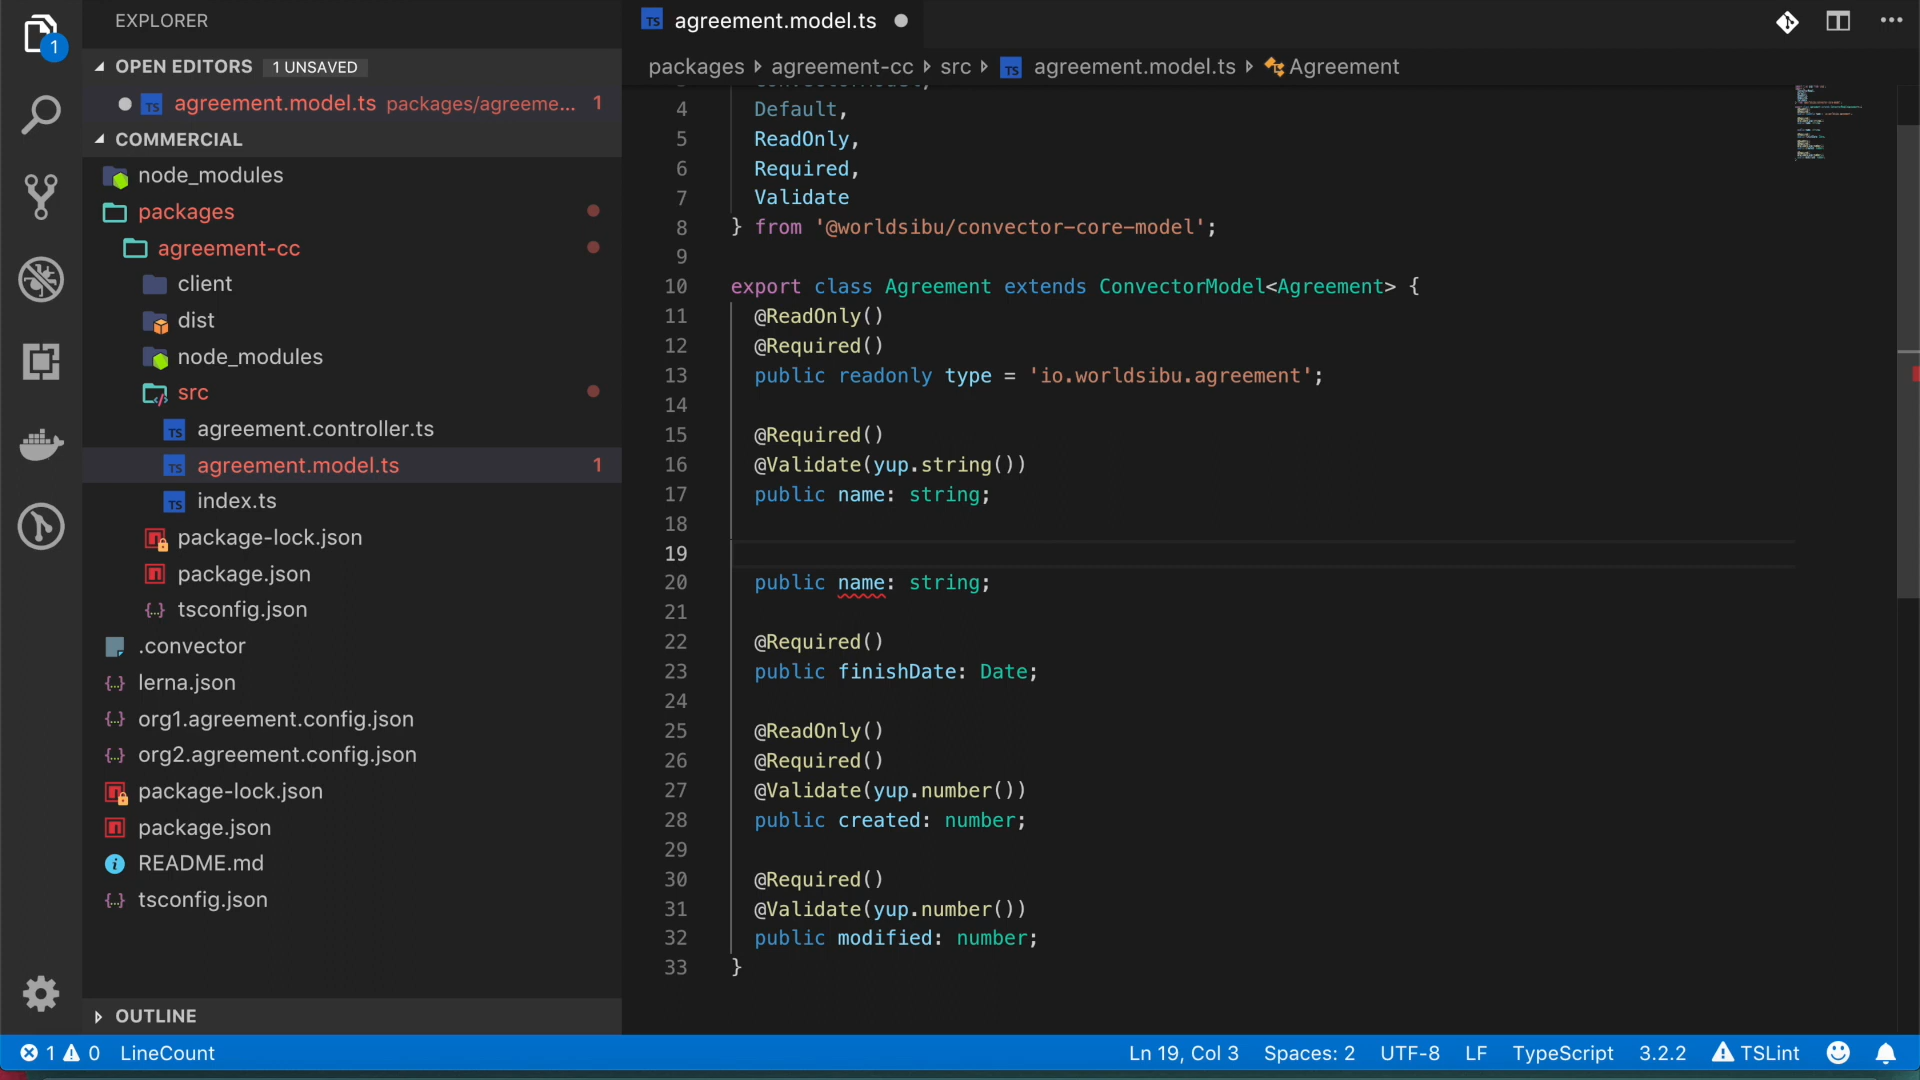 EXPLORER
OPEN EDITORS 1 UNSAVED
TS agreement.model.ts packages/agreeme... 1
COMMERCIAL
node_modules
packages
agreement-cc
client
dist
node_modules
src
TS agreement.controller.ts
TS agreement.model.ts 1
TS index.ts
package-lock.json
package.json
{..} tsconfig.json
.convector
{..} lerna.json
{..} org1.agreement.config.json
{..} org2.agreement.config.json
package-lock.json
package.json
README.md
{..} tsconfig.json
OUTLINE
1
TS agreement.model.ts
packages agreement-cc src TS agreement.model.ts Agreement
4 Default,
5 ReadOnly,
6 Required,
7 Validate
8 } from '@worldsibu/convector-core-model';
9
10 export class Agreement extends ConvectorModel<Agreement> {
11 @ReadOnly()
12 @Required()
13 public readonly type = 'io.worldsibu.agreement';
14
15 @Required()
16 @Validate(yup.string())
17 public name: string;
18
19
20 public name: string;
21
22 @Required()
23 public finishDate: Date;
24
25 @ReadOnly()
26 @Required()
27 @Validate(yup.number())
28 public created: number;
29
30 @Required()
31 @Validate(yup.number())
32 public modified: number;
33 }
1 0 LineCount Ln 19, Col 3 Spaces: 2 UTF-8 LF TypeScript 3.2.2 TSLint